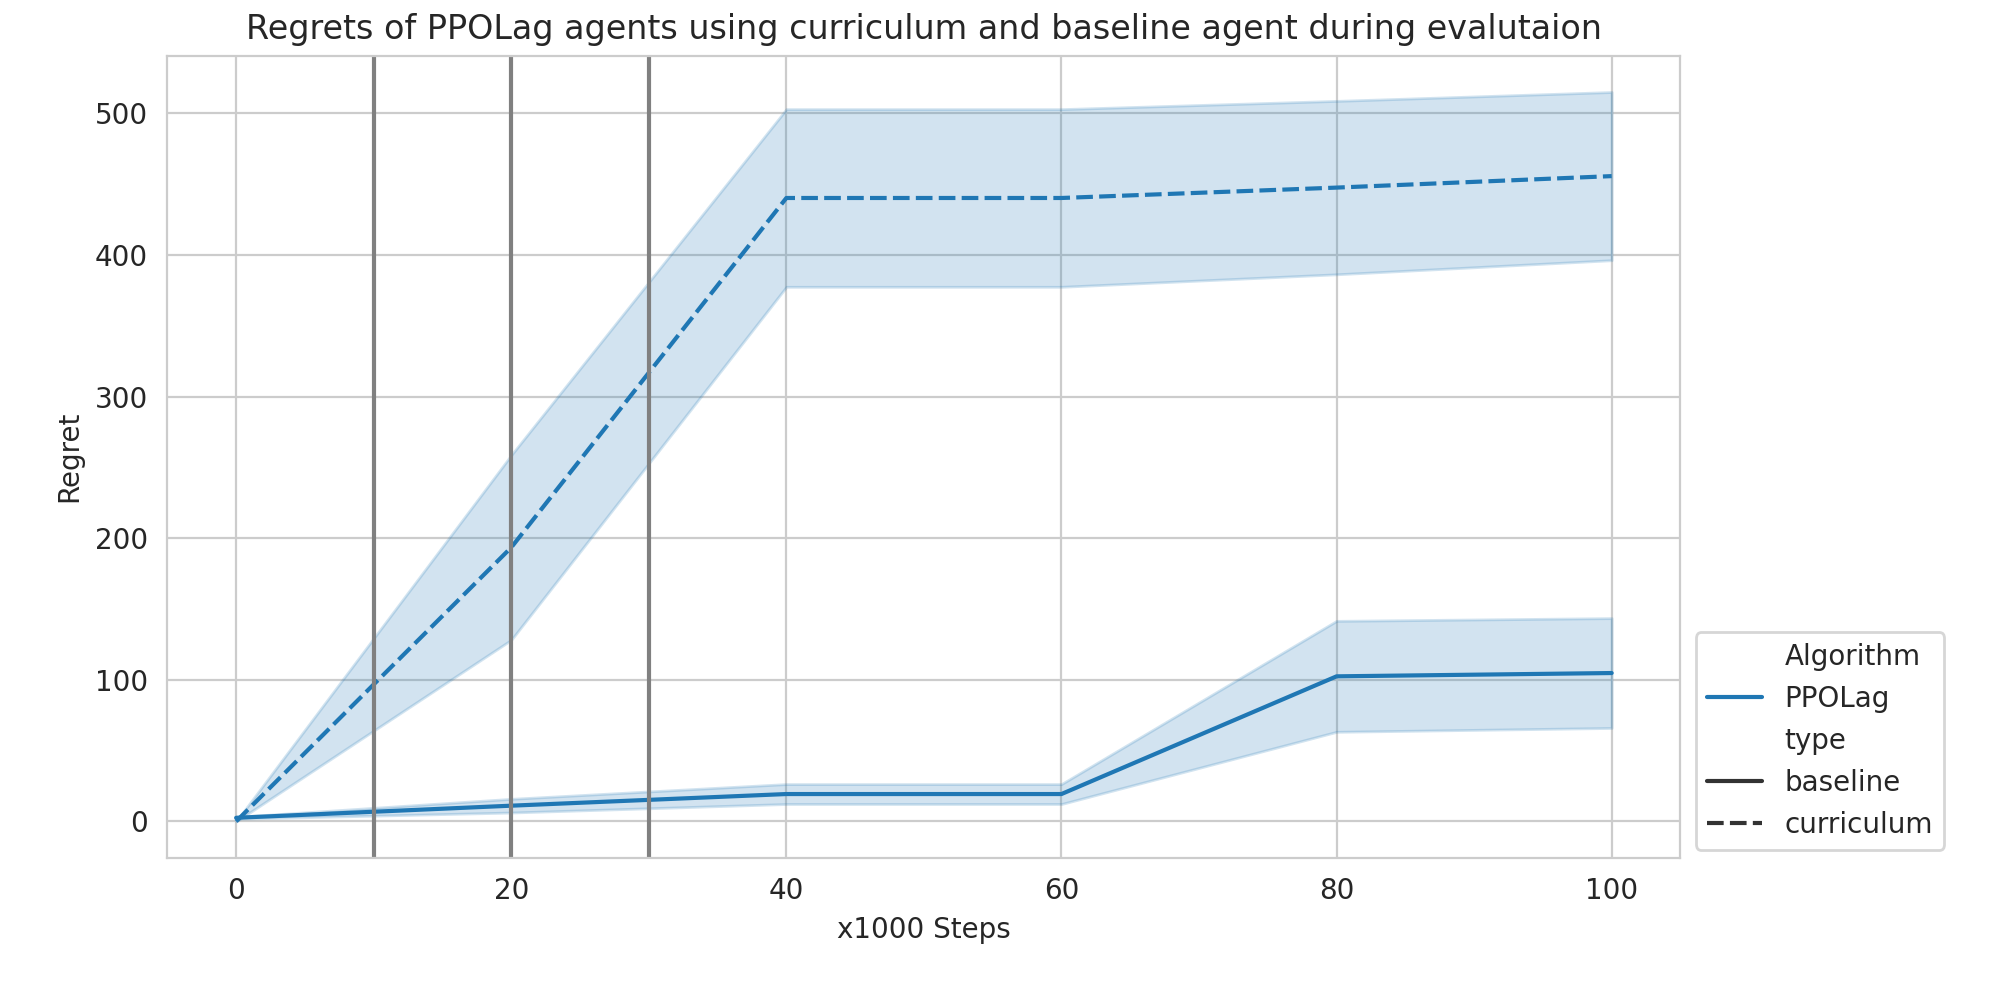 Regrets of PPOLag agents using curriculum and baseline agent during evalutaion
500
400
300
200
100
0
Regret
0 20 40 60 80 100
x1000 Steps
Algorithm
PPOLag
type
baseline
curriculum